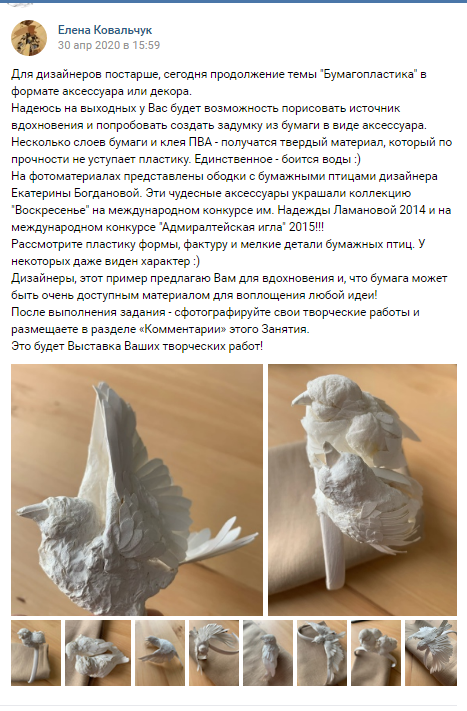 Елена Ковальчук
30 апр 2020 в 15:59
Для дизайнеров постарше, сегодня продолжение темы "Бумагопластика" в
формате аксессуара или декора.
Надеюсь на выходных у Вас будет возможность порисовать источник
вдохновения и попробовать создать задумку из бумаги в виде аксессуара.
Несколько слоев бумаги и клея ПВА - получатся твердый материал, который по
прочности не уступает пластику. Единственное - боится воды :)
На фотоматериалах представлены ободки с бумажными птицами дизайнера
Екатерины Богдановой. Эти чудесные аксессуары украшали коллекцию
"Воскресенье" на международном конкурсе им. Надежды Ламановой 2014 и на
международном конкурсе "Адмиралтейская игла" 2015!!!
Рассмотрите пластику формы, фактуру и мелкие детали бумажных птиц. У
некоторых даже виден характер :)
Дизайнеры, этот пример предлагаю Вам для вдохновения и, что бумага может
быть очень доступным материалом для воплощения любой идеи!
После выполнения задания - сфотографируйте свои творческие работы и
размещаете в разделе «Комментарии» этого Занятия.
Это будет Выставка Ваших творческих работ!